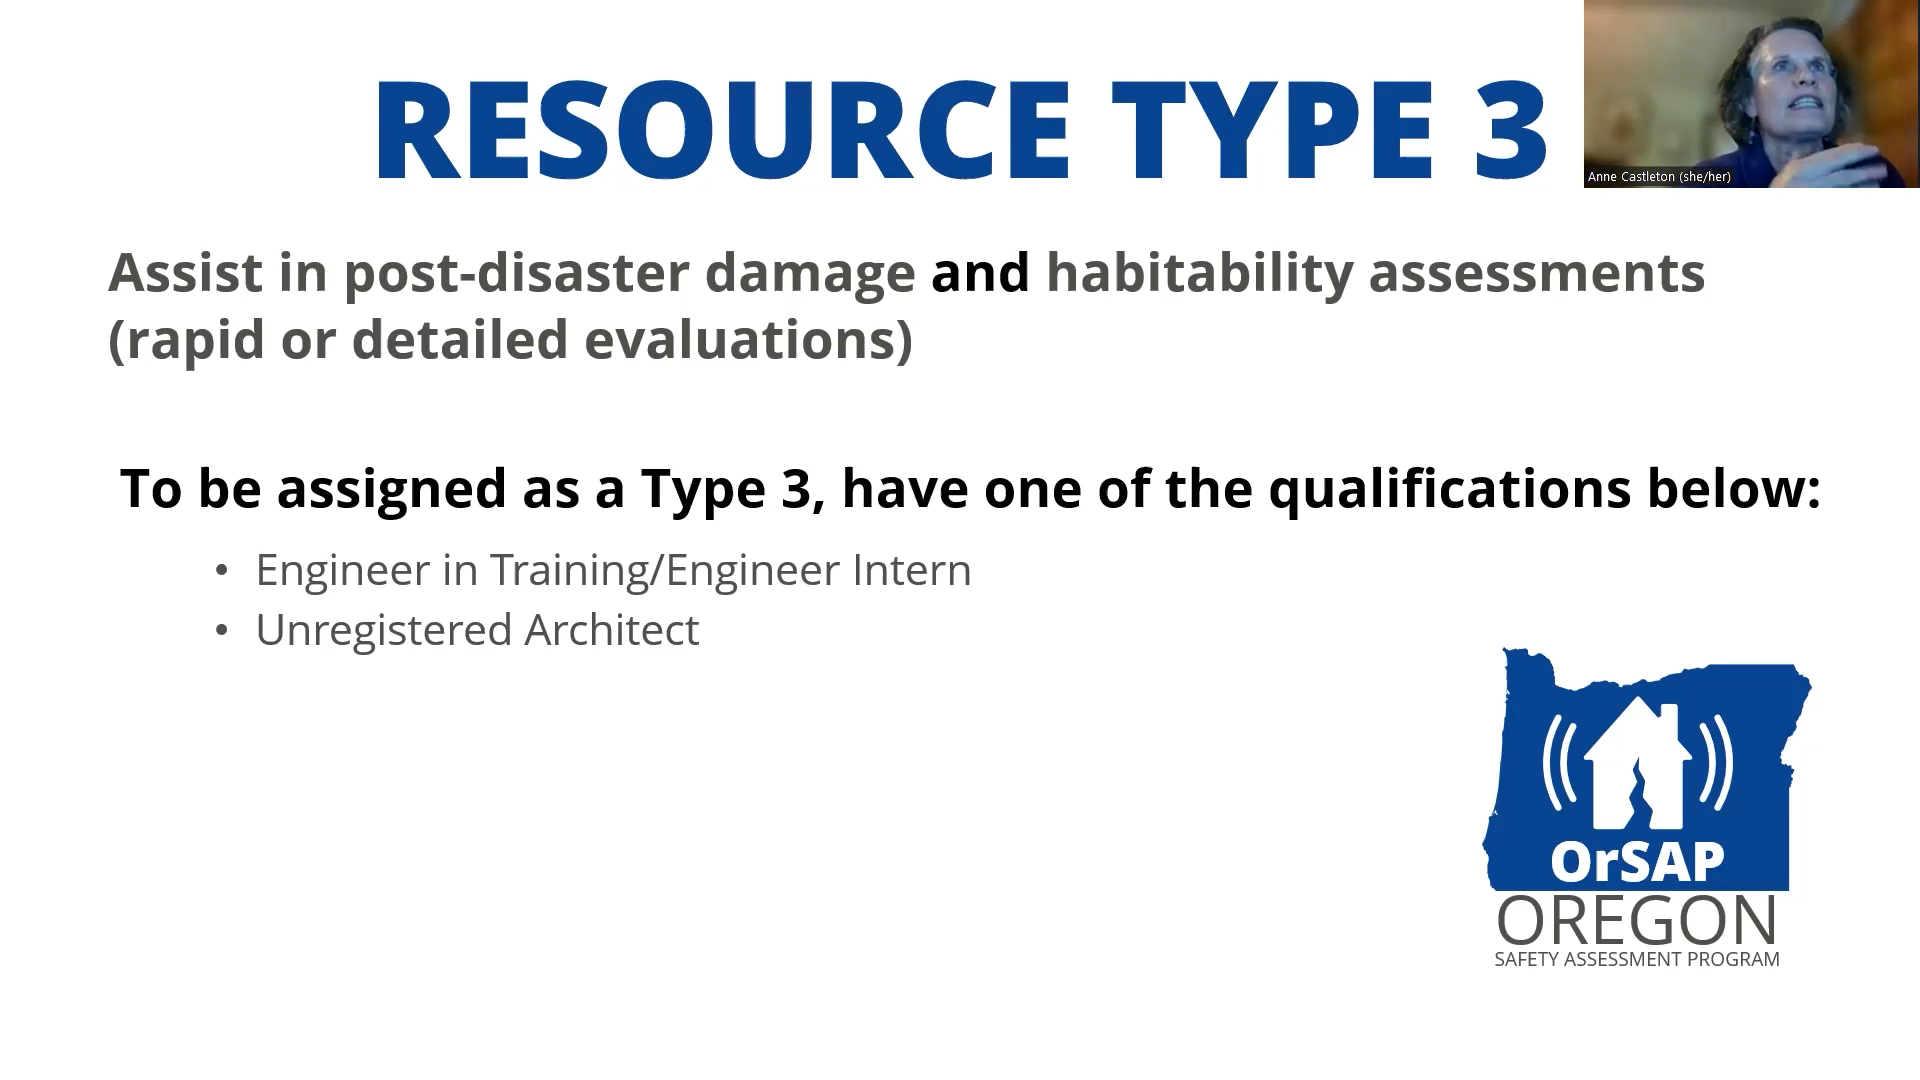 RESOURCE TYPE 3
Anne Castleton (she/her)
Assist in post-disaster damage and habitability assessments
(rapid or detailed evaluations)
To be assigned as a Type 3, have one of the qualifications below:
• Engineer in Training/Engineer Intern
• Unregistered Architect
OrSAP
OREGON
SAFETY ASSESSMENT PROGRAM